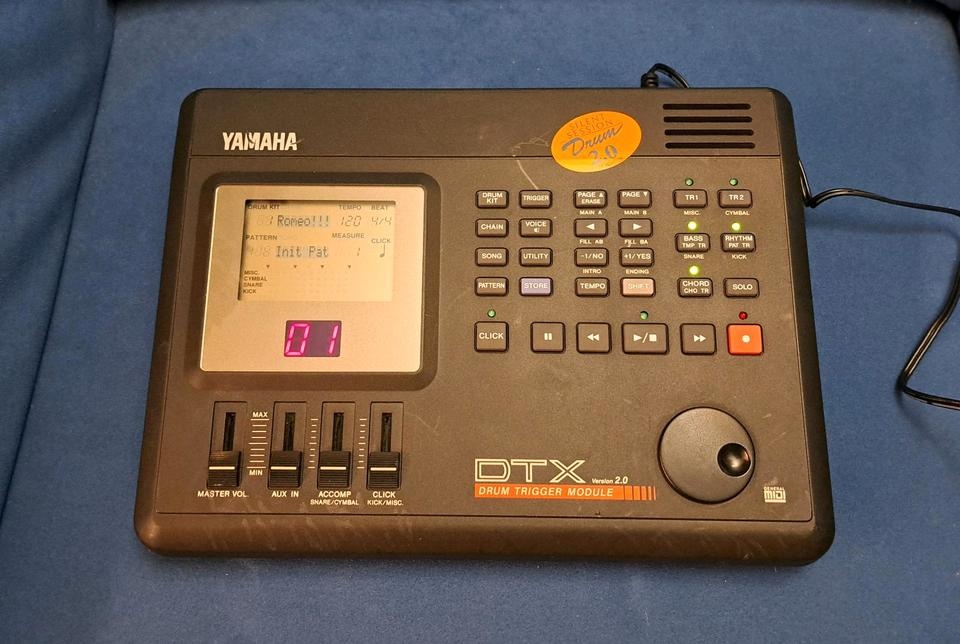 YAMAHA
SILENT
SESSION
Drum
2.0
DRUM KIT TEMPO BEAT
1 Romeo!!! 120 4/4
PATTERN MEASURE CLICK
Init Pat 1
MISC.
CYMBAL
SNARE
KICK
01
DRUM KIT TRIGGER PAGE▲ ERASE PAGE▼ TR1 TR2
MAIN A MAIN B MISC. CYMBAL
CHAIN VOICE E ◀ ▶ BASS TMP TR RHYTHM PAT TR
FILL AB FILL BA SNARE KICK
SONG UTILITY -1/NO +1/YES
INTRO ENDING
PATTERN STORE TEMPO SHIFT CHORD CHO TR SOLO
CLICK
MAX
MIN
MASTER VOL. AUX IN ACCOMP CLICK
SNARE/CYMBAL KICK/MISC.
DTX Version 2.0
DRUM TRIGGER MODULE
GENERAL
MIDI